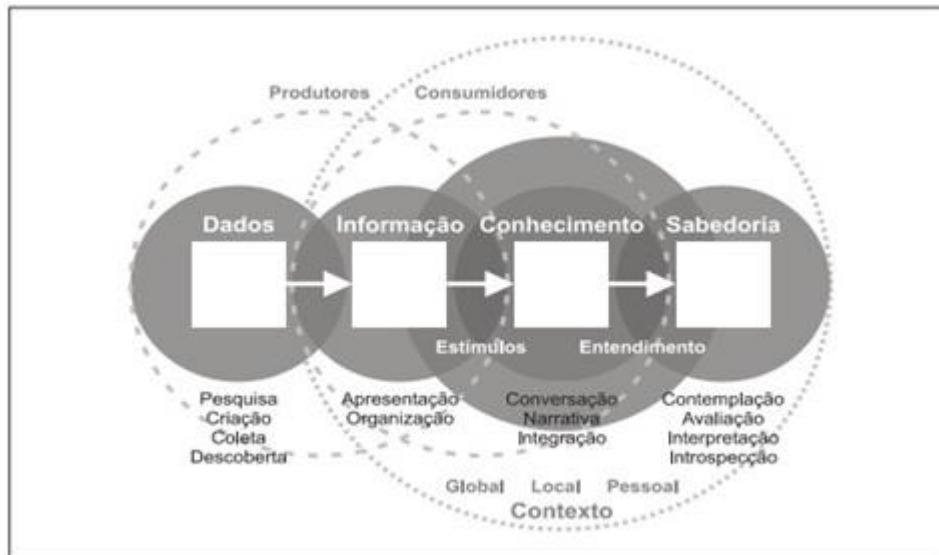 Produtores Consumidores
Dados Informação Conhecimento Sabedoria
Estímulos Entendimento
Pesquisa
Criação
Coleta
Descoberta
Apresentação
Organização
Conversação
Narrativa
Integração
Contemplação
Avaliação
Interpretação
Introspecção
Global Local Pessoal
Contexto